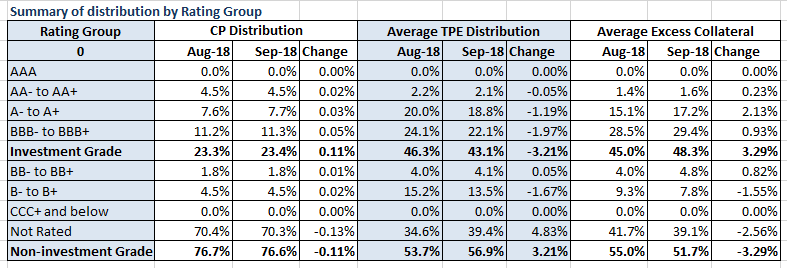 Summary of distribution by Rating Group
Rating Group CP Distribution Average TPE Distribution Average Excess Collateral
0 Aug-18 Sep-18 Change Aug-18 Sep-18 Change Aug-18 Sep-18 Change
AAA 0.0% 0.0% 0.00% 0.0% 0.0% 0.00% 0.0% 0.0% 0.00%
AA- to AA+ 4.5% 4.5% 0.02% 2.2% 2.1% -0.05% 1.4% 1.6% 0.23%
A- to A+ 7.6% 7.7% 0.03% 20.0% 18.8% -1.19% 15.1% 17.2% 2.13%
BBB- to BBB+ 11.2% 11.3% 0.05% 24.1% 22.1% -1.97% 28.5% 29.4% 0.93%
Investment Grade 23.3% 23.4% 0.11% 46.3% 43.1% -3.21% 45.0% 48.3% 3.29%
BB- to BB+ 1.8% 1.8% 0.01% 4.0% 4.1% 0.05% 4.0% 4.8% 0.82%
B- to B+ 4.5% 4.5% 0.02% 15.2% 13.5% -1.67% 9.3% 7.8% -1.55%
CCC+ and below 0.0% 0.0% 0.00% 0.0% 0.0% 0.00% 0.0% 0.0% 0.00%
Not Rated 70.4% 70.3% -0.13% 34.6% 39.4% 4.83% 41.7% 39.1% -2.56%
Non-investment Grade 76.7% 76.6% -0.11% 53.7% 56.9% 3.21% 55.0% 51.7% -3.29%